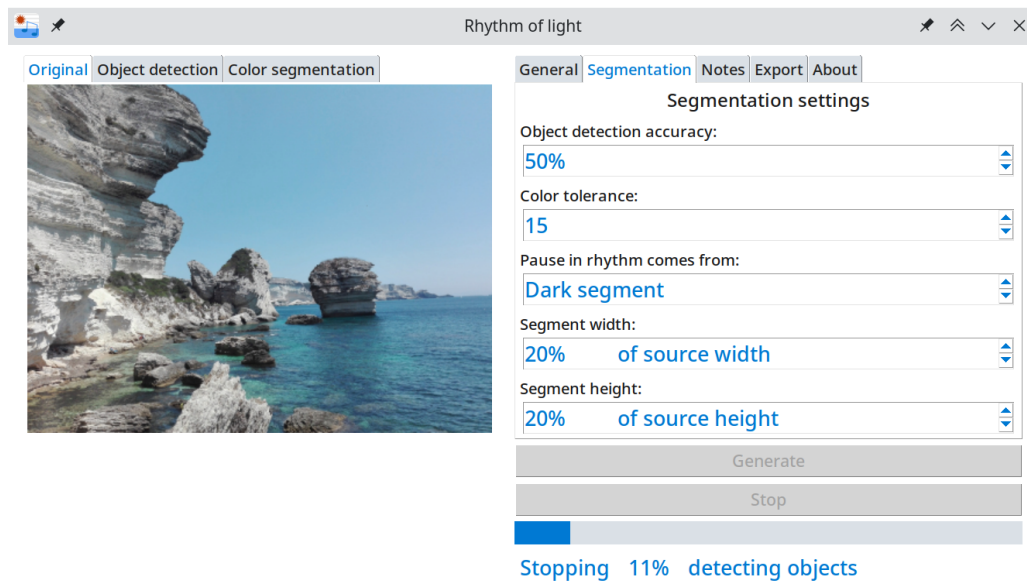 Rhythm of light
Original Object detection Color segmentation
General Segmentation Notes Export About
Segmentation settings
Object detection accuracy:
50%
Color tolerance:
15
Pause in rhythm comes from:
Dark segment
Segment width:
20% of source width
Segment height:
20% of source height
Generate
Stop
Stopping 11% detecting objects